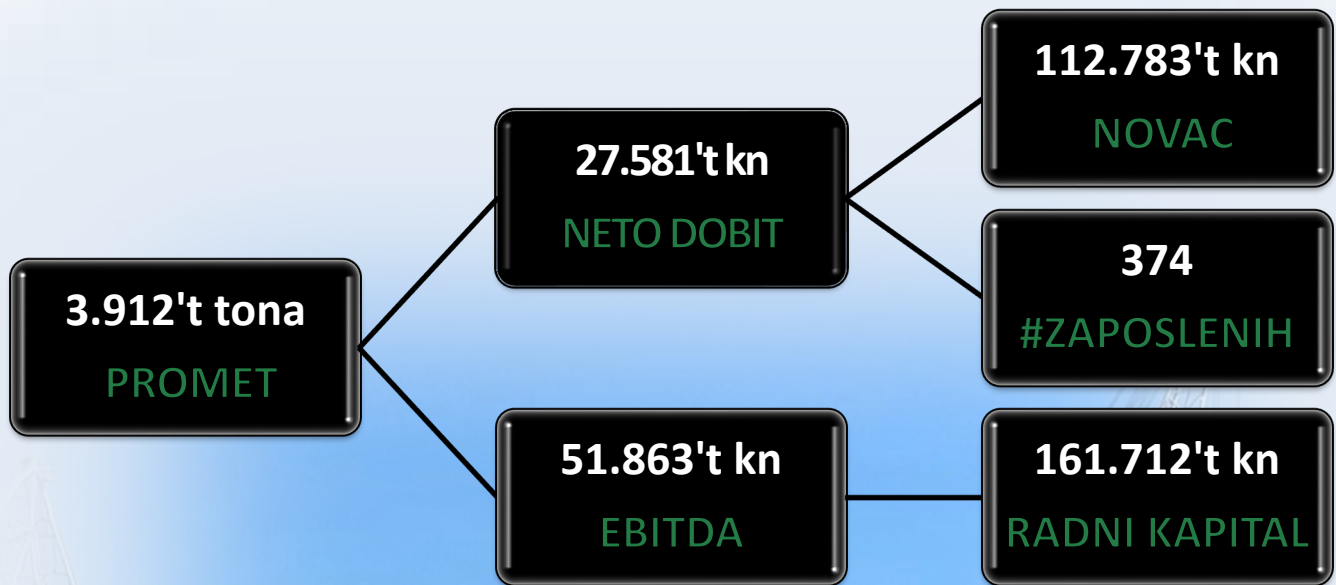 3.912't tona
PROMET
27.581't kn
NETO DOBIT
51.863't kn
EBITDA
112.783't kn
NOVAC
374
#ZAPOSLENIH
161.712't kn
RADNI KAPITAL